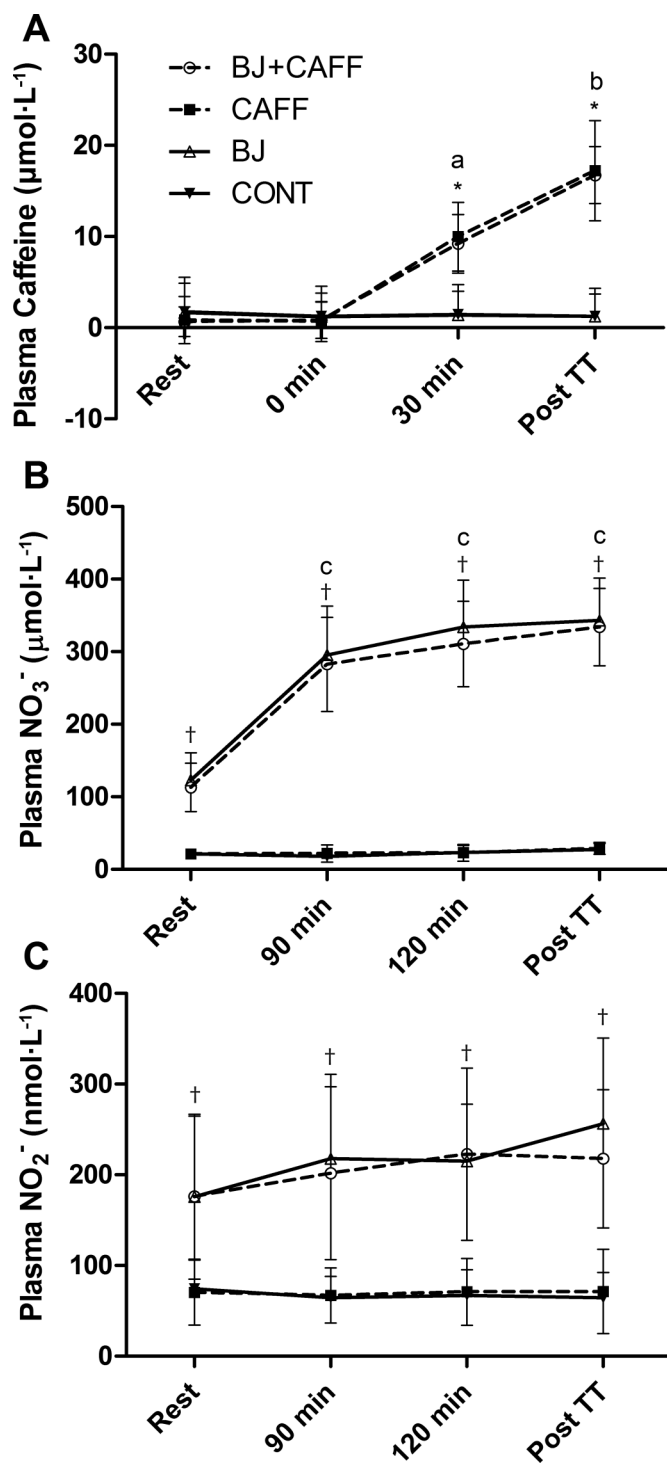 A
BJ+CAFF
CAFF
BJ
CONT
Plasma Caffeine (µmol·L⁻¹)
30
20
10
0
-10
a
*
b
*
Rest
0 min
30 min
Post TT
B
Plasma NO₃⁻ (µmol·L⁻¹)
500
400
300
200
100
0
†
c
†
c
†
c
†
Rest
90 min
120 min
Post TT
C
Plasma NO₂⁻ (nmol·L⁻¹)
400
300
200
100
0
†
†
†
†
Rest
90 min
120 min
Post TT